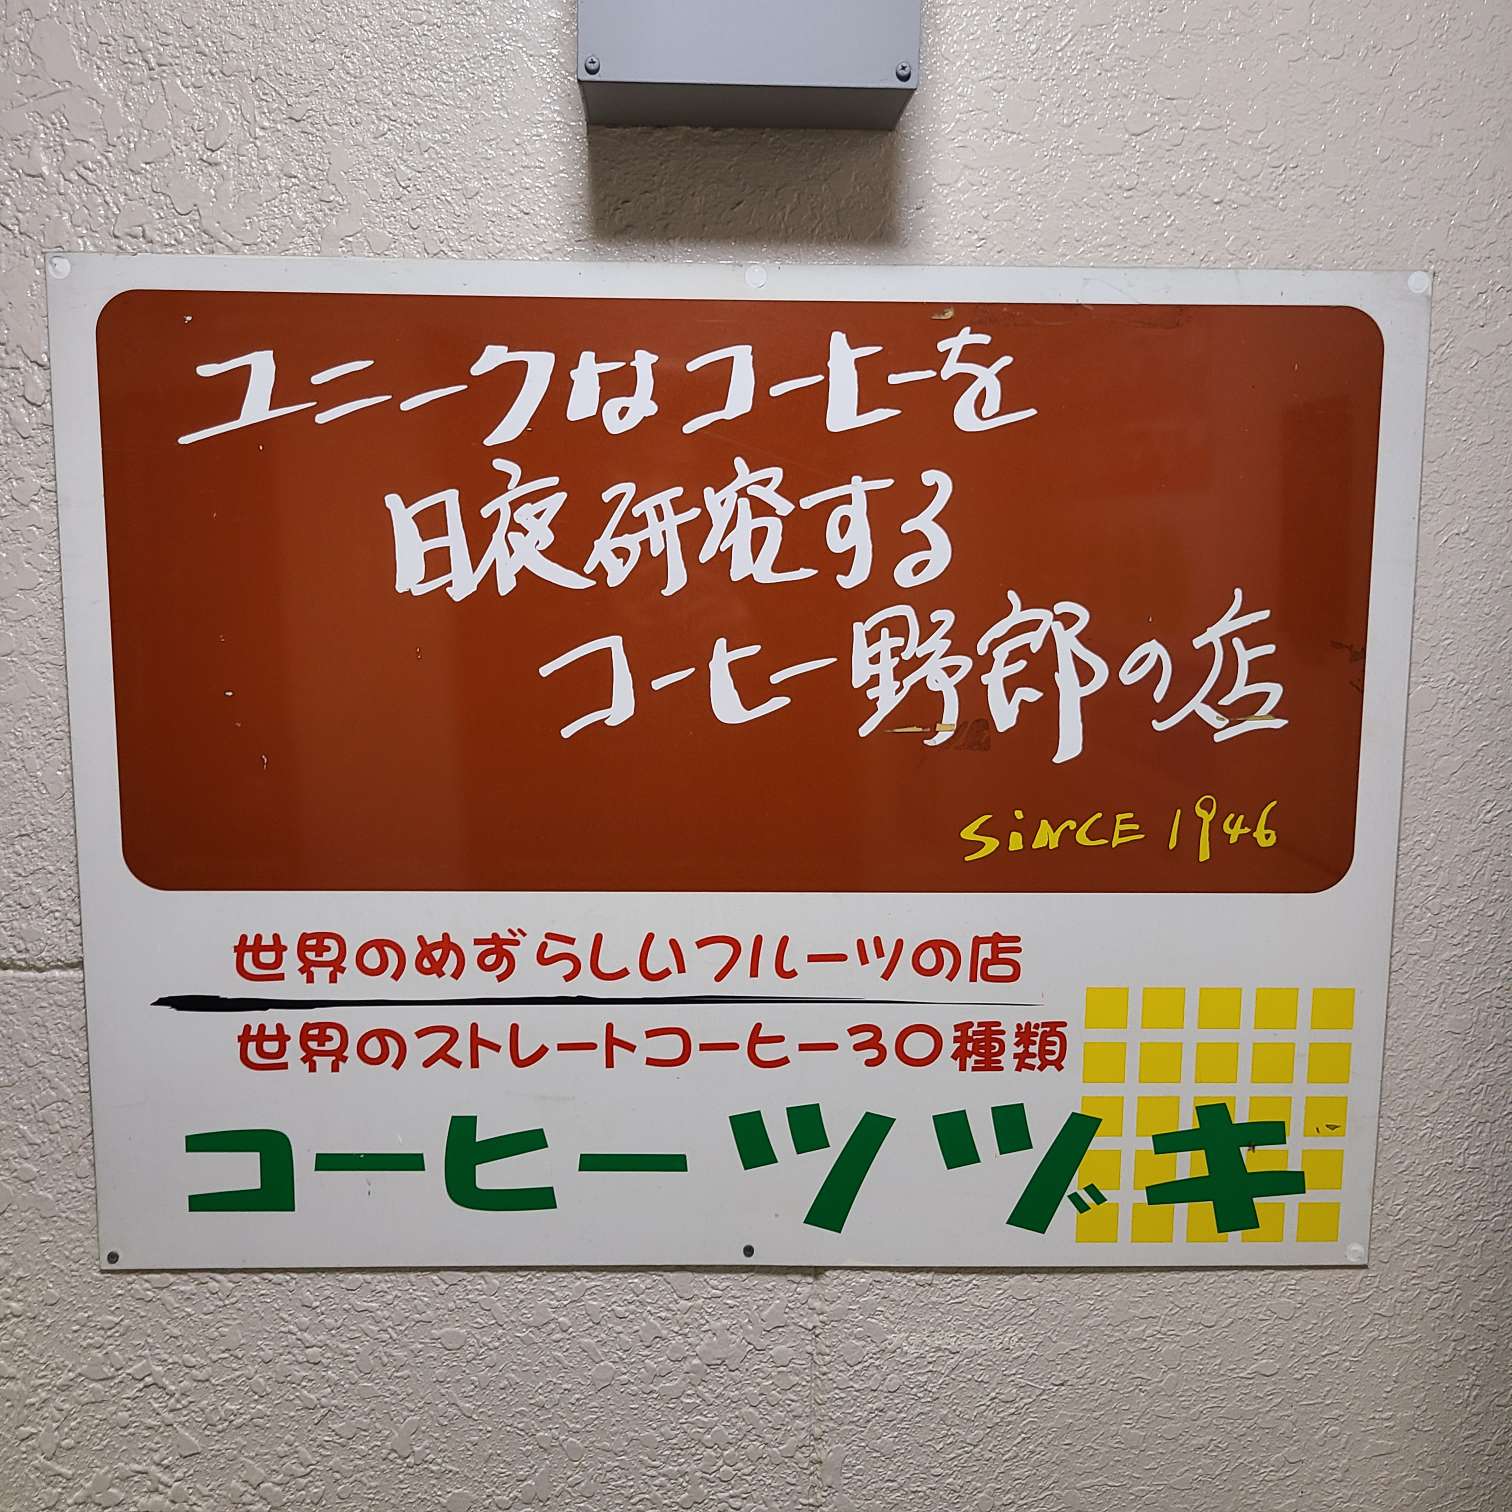 ユニークなコーヒーを
日夜研究する
コーヒー野郎の店
SiNCE 1946
世界のめずらしいフルーツの店
世界のストレートコーヒー30種類
コーヒーツヅキ